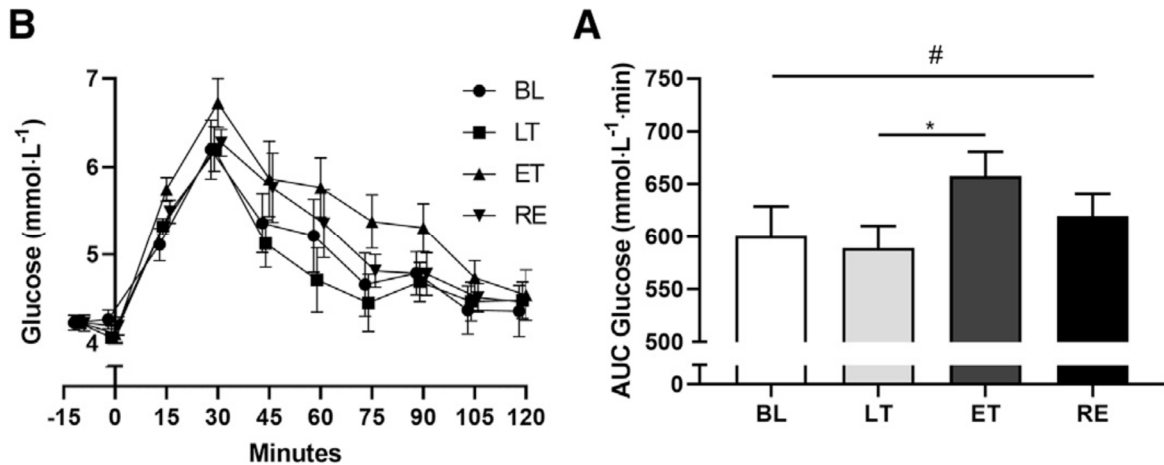 B
Glucose (mmol·L⁻¹)
7
6
5
4
-15 0 15 30 45 60 75 90 105 120
Minutes
BL
LT
ET
RE
A
AUC Glucose (mmol·L⁻¹·min)
750
700
650
600
550
500
0
#
*
BL LT ET RE